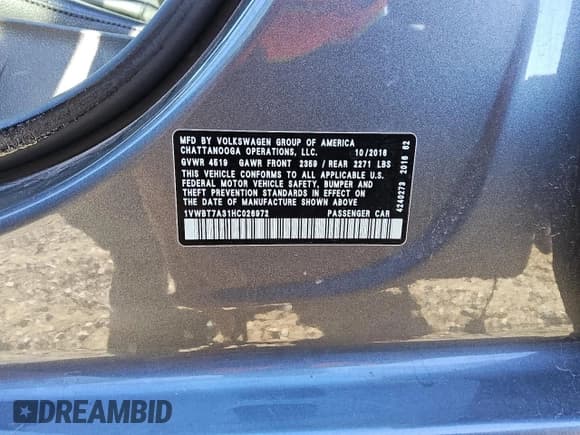 MFD BY VOLKSWAGEN GROUP OF AMERICA
CHATTANOOGA OPERATIONS, LLC. 10/2016
GVWR 4519 GAWR FRONT 2359 / REAR 2271 LBS
THIS VEHICLE CONFORMS TO ALL APPLICABLE U.S.
FEDERAL MOTOR VEHICLE SAFETY, BUMPER AND
THEFT PREVENTION STANDARDS IN EFFECT ON
THE DATE OF MANUFACTURE SHOWN ABOVE.
1VWBT7A31HC026972 PASSENGER CAR
4240273 2016 02
DREAMBID